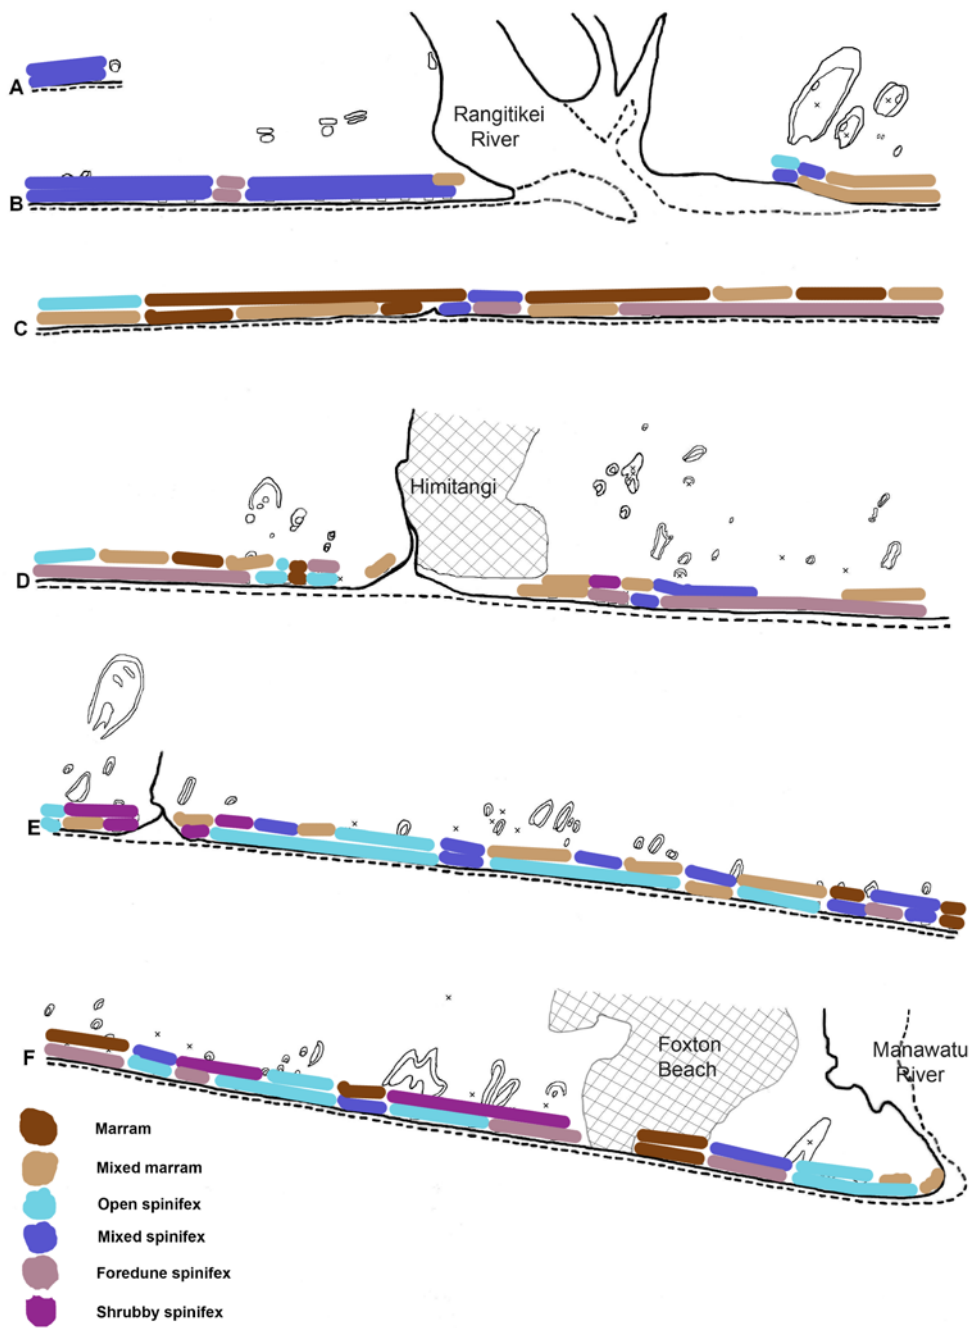 A
Rangitikei
River
B
C
Himitangi
D
E
F
Foxton
Beach
Manawatu
River
Marram
Mixed marram
Open spinifex
Mixed spinifex
Foredune spinifex
Shrubby spinifex